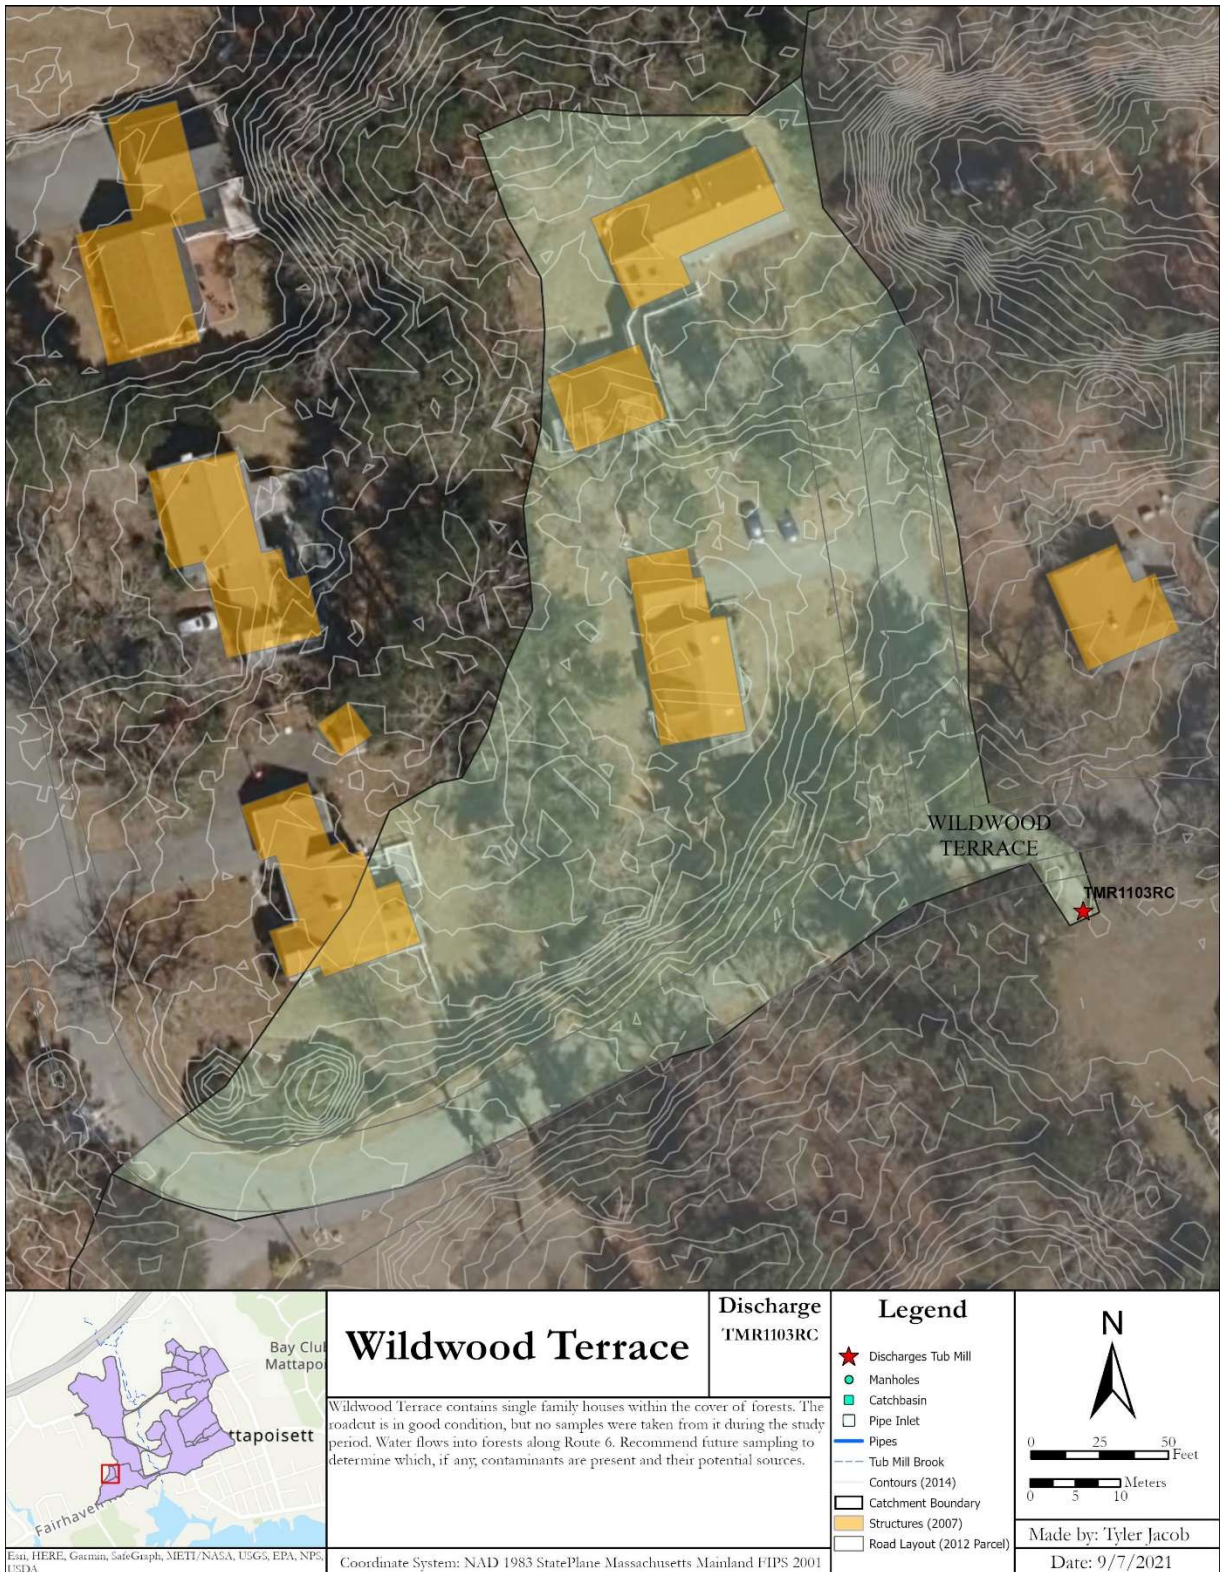 WILDWOOD
TERRACE
TMR1103RC
Bay Clu
Mattapoi
ttapoisett
Fairhaven
Esri, HERE, Garmin, SafeGraph, METI/NASA, USGS, EPA, NPS,
USDA
Wildwood Terrace
Discharge
TMR1103RC
Wildwood Terrace contains single family houses within the cover of forests. The
roadcut is in good condition, but no samples were taken from it during the study
period. Water flows into forests along Route 6. Recommend future sampling to
determine which, if any, contaminants are present and their potential sources.
Coordinate System: NAD 1983 StatePlane Massachusetts Mainland FIPS 2001
Legend
Discharges Tub Mill
Manholes
Catchbasin
Pipe Inlet
Pipes
Tub Mill Brook
Contours (2014)
Catchment Boundary
Structures (2007)
Road Layout (2012 Parcel)
N
0 25 50
Feet
Meters
0 5 10
Made by: Tyler Jacob
Date: 9/7/2021